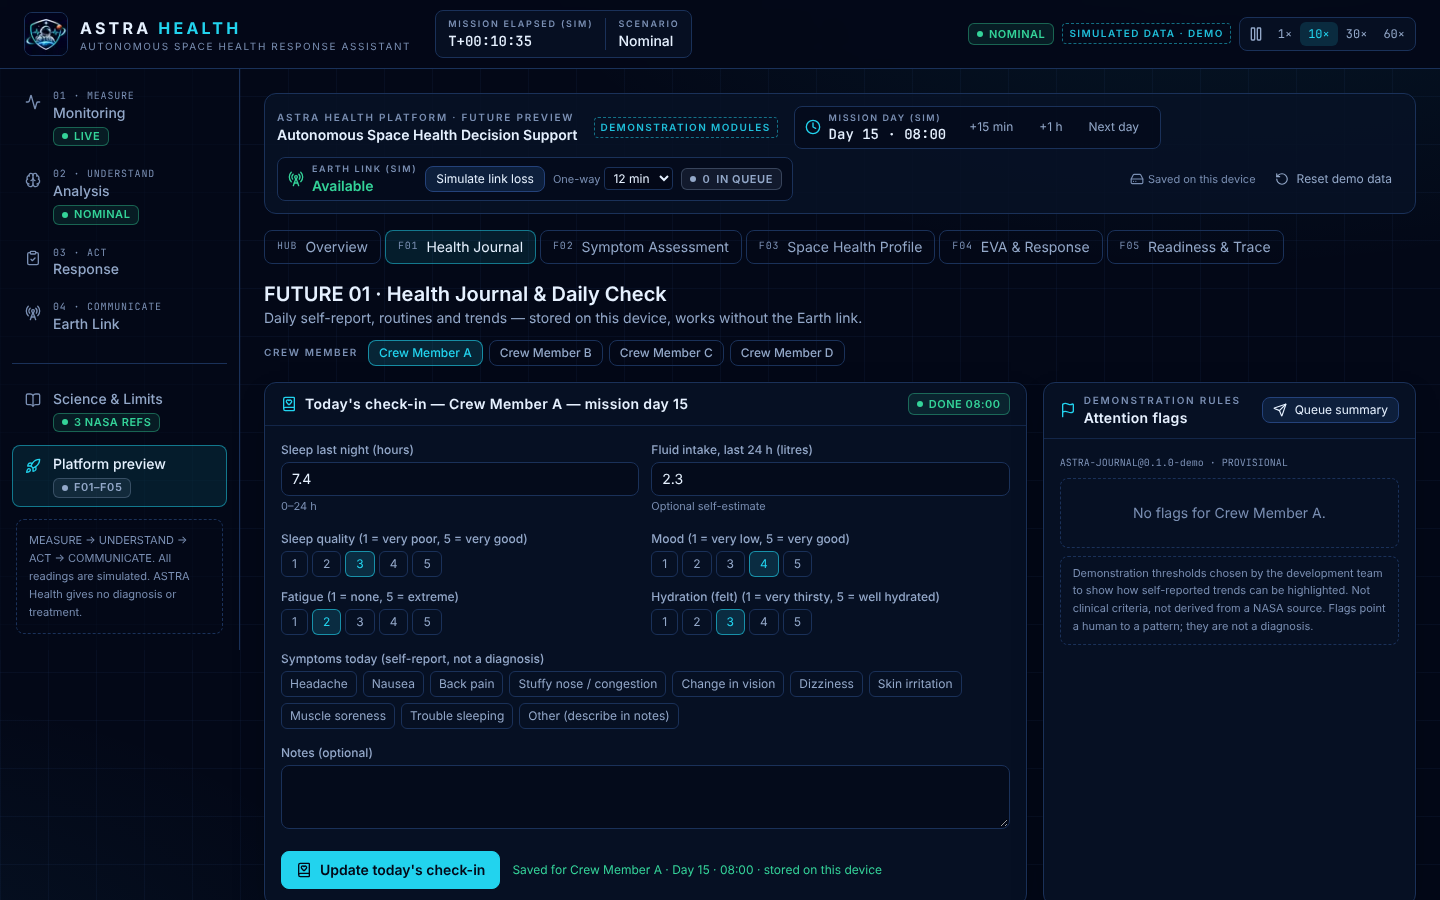 ASTRA HEALTH
AUTONOMOUS SPACE HEALTH RESPONSE ASSISTANT
MISSION ELAPSED (SIM)
T+00:10:35
SCENARIO
Nominal
NOMINAL
SIMULATED DATA · DEMO
1× 10× 30× 60×
01 · MEASURE
Monitoring
LIVE
02 · UNDERSTAND
Analysis
NOMINAL
03 · ACT
Response
04 · COMMUNICATE
Earth Link
Science & Limits
3 NASA REFS
Platform preview
F01–F05
MEASURE → UNDERSTAND →
ACT → COMMUNICATE. All
readings are simulated. ASTRA
Health gives no diagnosis or
treatment.
ASTRA HEALTH PLATFORM · FUTURE PREVIEW
Autonomous Space Health Decision Support
DEMONSTRATION MODULES
MISSION DAY (SIM)
Day 15 · 08:00
+15 min +1 h Next day
EARTH LINK (SIM)
Available
Simulate link loss
One-way 12 min
0 IN QUEUE
Saved on this device
Reset demo data
HUB Overview
F01 Health Journal
F02 Symptom Assessment
F03 Space Health Profile
F04 EVA & Response
F05 Readiness & Trace
FUTURE 01 · Health Journal & Daily Check
Daily self-report, routines and trends — stored on this device, works without the Earth link.
CREW MEMBER Crew Member A Crew Member B Crew Member C Crew Member D
Today's check-in — Crew Member A — mission day 15
DONE 08:00
Sleep last night (hours)
7.4
0–24 h
Fluid intake, last 24 h (litres)
2.3
Optional self-estimate
Sleep quality (1 = very poor, 5 = very good)
1 2 3 4 5
Mood (1 = very low, 5 = very good)
1 2 3 4 5
Fatigue (1 = none, 5 = extreme)
1 2 3 4 5
Hydration (felt) (1 = very thirsty, 5 = well hydrated)
1 2 3 4 5
Symptoms today (self-report, not a diagnosis)
Headache Nausea Back pain Stuffy nose / congestion Change in vision Dizziness Skin irritation
Muscle soreness Trouble sleeping Other (describe in notes)
Notes (optional)
Update today's check-in
Saved for Crew Member A · Day 15 · 08:00 · stored on this device
DEMONSTRATION RULES
Attention flags
Queue summary
ASTRA-JOURNAL@0.1.0-demo · PROVISIONAL
No flags for Crew Member A.
Demonstration thresholds chosen by the development team
to show how self-reported trends can be highlighted. Not
clinical criteria, not derived from a NASA source. Flags point
a human to a pattern; they are not a diagnosis.